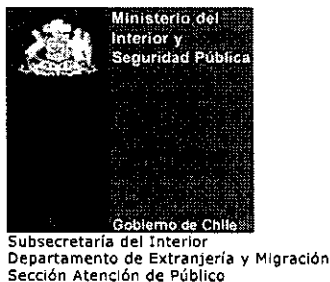 Ministerio del
Interior y
Seguridad Pública
Gobierno de Chile
Subsecretaría del Interior
Departamento de Extranjería y Migración
Sección Atención de Público